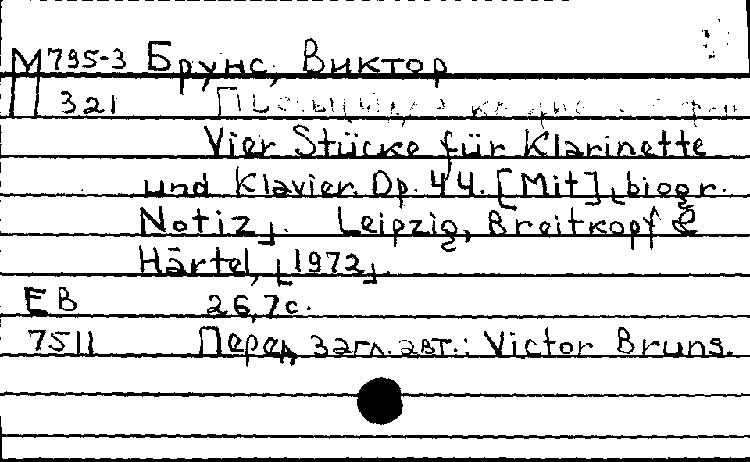 М 795-3 Брунс, Виктор
321
Vier Stücke für Klarinette
und Klavier. Op. 44. [Mit] ⌊biogr.
Notiz⌋. Leipzig, Breitkopf &
Härtel, ⌊1972⌋.
EB 26,7 с.
7511 Перед загл. авт.: Victor Bruns.